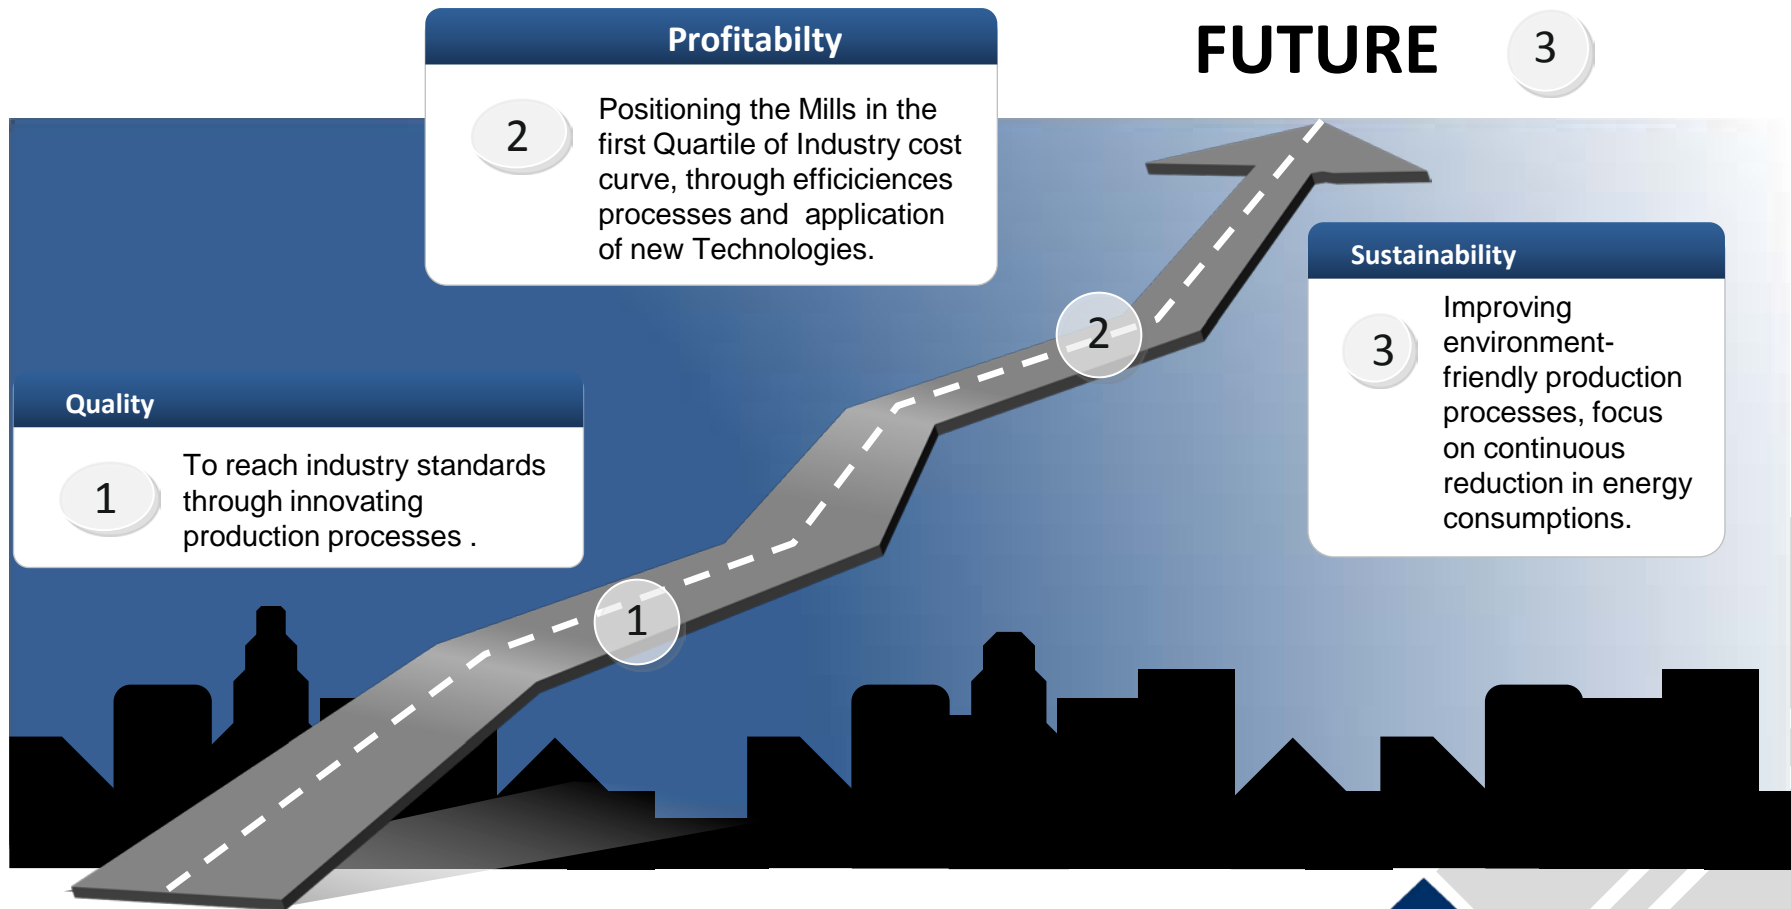 Profitabilty
2
Positioning the Mills in the
first Quartile of Industry cost
curve, through efficiciences
processes and application
of new Technologies.
FUTURE 3
Sustainability
3
Improving
environment-
friendly production
processes, focus
on continuous
reduction in energy
consumptions.
2
Quality
1
To reach industry standards
through innovating
production processes .
1